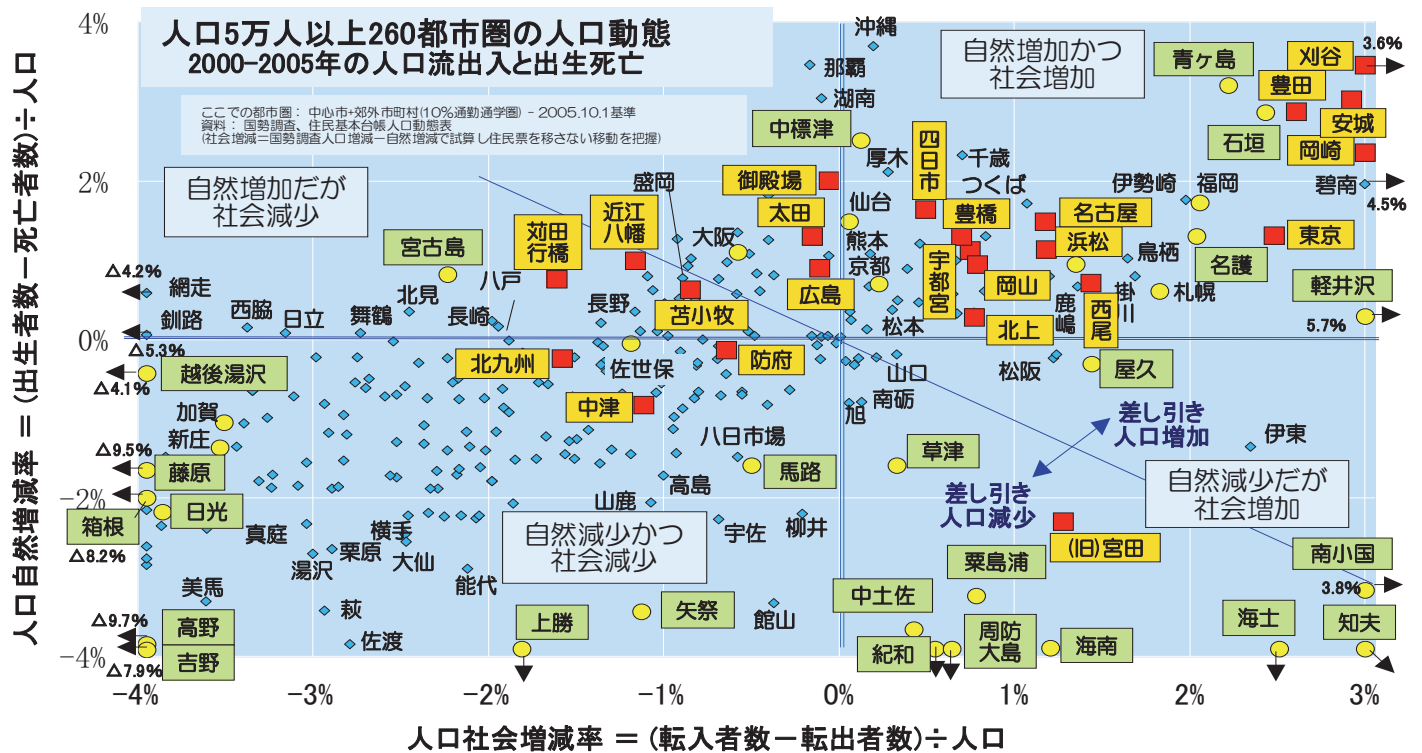 人口5万人以上260都市圏の人口動態
2000-2005年の人口流出入と出生死亡
ここでの都市圏： 中心市+郊外市町村(10%通勤通学圏) - 2005.10.1基準
資料： 国勢調査、住民基本台帳人口動態表
(社会増減=国勢調査人口増減－自然増減で試算し住民票を移さない移動を把握)
人口自然増減率 ＝ (出生者数－死亡者数)÷人口
4%
2%
0%
−2%
−4%
沖縄
那覇
湖南
自然増加かつ
社会増加
青ヶ島
刈谷
3.6%
豊田
安城
石垣
岡崎
碧南
4.5%
中標津
厚木
四日市
千歳
つくば
伊勢崎
福岡
自然増加だが
社会減少
盛岡
御殿場
太田
仙台
豊橋
名古屋
浜松
鳥栖
名護
東京
宮古島
苅田
行橋
近江
八幡
大阪
熊本
京都
宇都宮
岡山
鹿嶋
西尾
掛川
札幌
軽井沢
5.7%
△4.2%
網走
釧路
△5.3%
西脇
日立
舞鶴
北見
八戸
長崎
長野
苫小牧
広島
松本
北上
越後湯沢
△4.1%
北九州
佐世保
防府
山口
南砺
旭
松阪
屋久
加賀
新庄
中津
八日市場
馬路
草津
差し引き
人口増加
差し引き
人口減少
伊東
△9.5%
藤原
箱根
日光
△8.2%
真庭
湯沢
栗原
横手
大仙
能代
山鹿
高島
宇佐
柳井
自然減少かつ
社会減少
自然減少だが
社会増加
(旧)宮田
南小国
3.8%
美馬
萩
佐渡
△9.7%
高野
吉野
△7.9%
上勝
矢祭
館山
中土佐
粟島浦
紀和
周防
大島
海南
海士
知夫
−4%
−3%
−2%
−1%
0%
1%
2%
3%
人口社会増減率 ＝ (転入者数－転出者数)÷人口